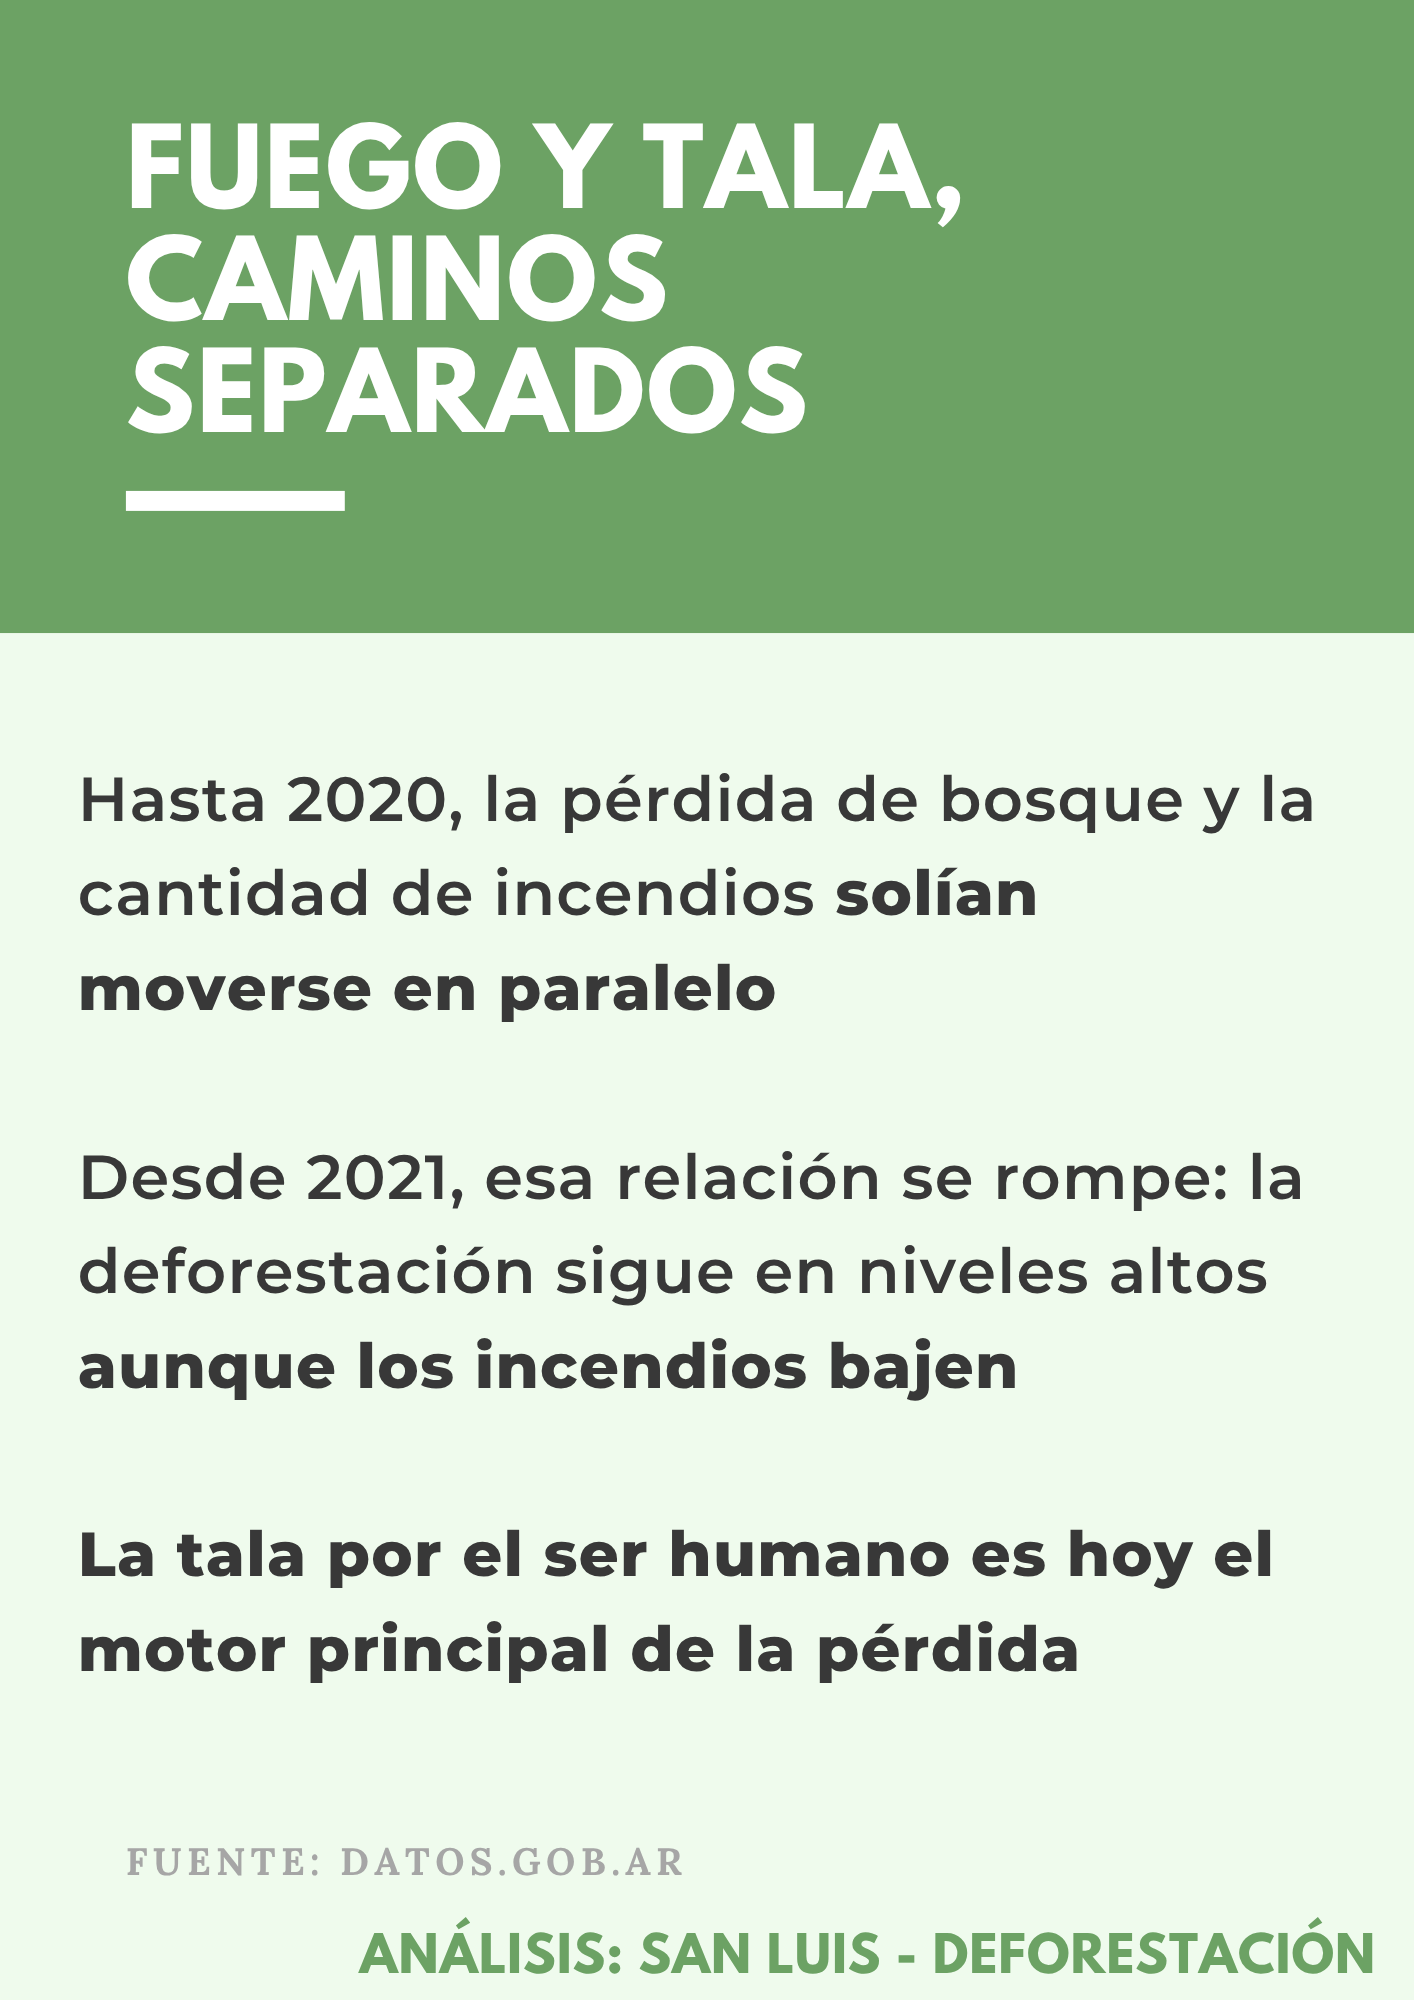 FUEGO Y TALA,
CAMINOS
SEPARADOS
Hasta 2020, la pérdida de bosque y la
cantidad de incendios solían
moverse en paralelo
Desde 2021, esa relación se rompe: la
deforestación sigue en niveles altos
aunque los incendios bajen
La tala por el ser humano es hoy el
motor principal de la pérdida
FUENTE: DATOS.GOB.AR
ANÁLISIS: SAN LUIS - DEFORESTACIÓN